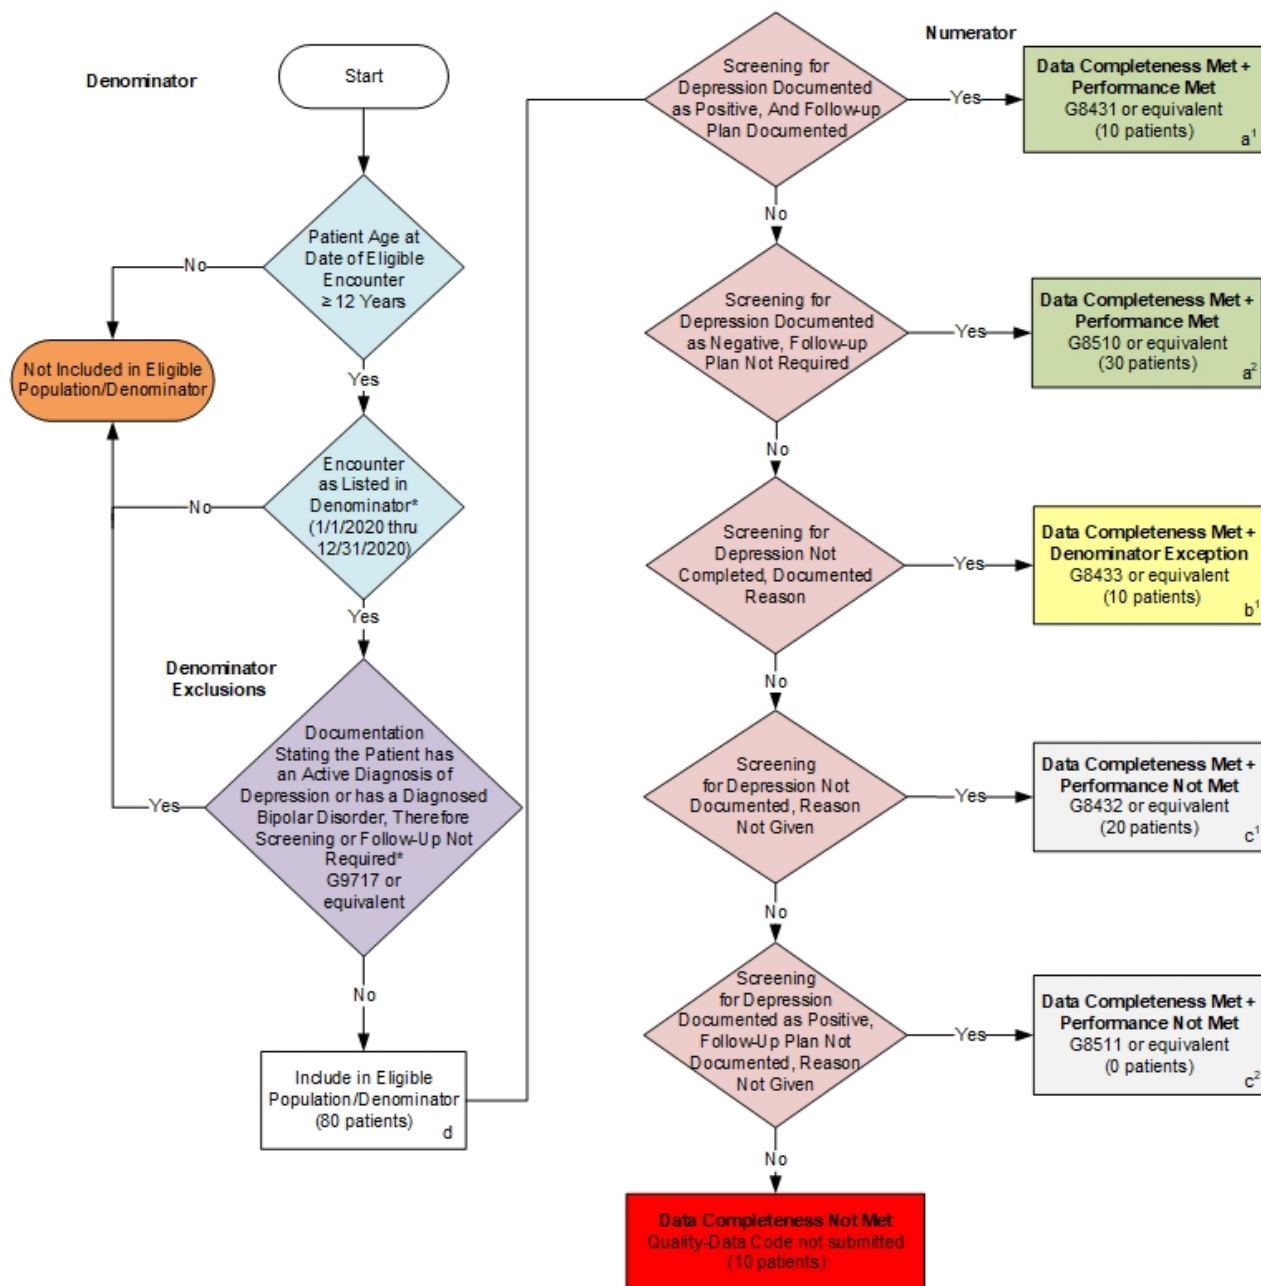 Denominator
Start
Patient Age at
Date of Eligible
Encounter
≥ 12 Years
No
Not Included in Eligible
Population/Denominator
Yes
Encounter
as Listed in
Denominator*
(1/1/2020 thru
12/31/2020)
No
Yes
Denominator
Exclusions
Documentation
Stating the Patient has
an Active Diagnosis of
Depression or has a Diagnosed
Bipolar Disorder, Therefore
Screening or Follow-Up Not
Required*
G9717 or
equivalent
Yes
No
Include in Eligible
Population/Denominator
(80 patients)
d
Numerator
Screening for
Depression Documented
as Positive, And Follow-up
Plan Documented
Yes
Data Completeness Met +
Performance Met
G8431 or equivalent
(10 patients)
a¹
No
Screening for
Depression Documented
as Negative, Follow-up
Plan Not Required
Yes
Data Completeness Met +
Performance Met
G8510 or equivalent
(30 patients)
a²
No
Screening for
Depression Not
Completed, Documented
Reason
Yes
Data Completeness Met +
Denominator Exception
G8433 or equivalent
(10 patients)
b¹
No
Screening
for Depression Not
Documented, Reason
Not Given
Yes
Data Completeness Met +
Performance Not Met
G8432 or equivalent
(20 patients)
c¹
No
Screening
for Depression
Documented as Positive,
Follow-Up Plan Not
Documented, Reason
Not Given
Yes
Data Completeness Met +
Performance Not Met
G8511 or equivalent
(0 patients)
c²
No
Data Completeness Not Met
Quality-Data Code not submitted
(10 patients)